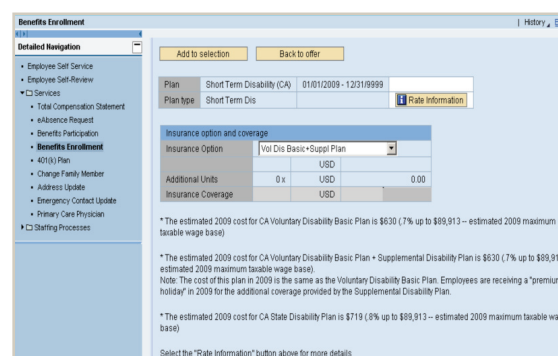 Benefits Enrollment | History
Detailed Navigation
Employee Self Service
Employee Self-Review
Services
Total Compensation Statement
eAbsence Request
Benefits Participation
Benefits Enrollment
401(k) Plan
Change Family Member
Address Update
Emergency Contact Update
Primary Care Physician
Staffing Processes
Add to selection Back to offer
Plan Short Term Disability (CA) 01/01/2009 - 12/31/9999
Plan type Short Term Dis Rate Information
Insurance option and coverage
Insurance Option Vol Dis Basic+Suppl Plan
USD
Additional Units 0 x USD 0.00
Insurance Coverage USD
* The estimated 2009 cost for CA Voluntary Disability Basic Plan is $630 (.7% up to $89,913 -- estimated 2009 maximum
taxable wage base)
* The estimated 2009 cost for CA Voluntary Disability Basic Plan + Supplemental Disability Plan is $630 (.7% up to $89,91
estimated 2009 maximum taxable wage base).
Note: The cost of this plan in 2009 is the same as the Voluntary Disability Basic Plan. Employees are receiving a "premiu
holiday" in 2009 for the additional coverage provided by the Supplemental Disability Plan.
* The estimated 2009 cost for CA State Disability Plan is $719 (.8% up to $89,913 -- estimated 2009 maximum taxable wa
base)
Select the "Rate Information" button above for more details